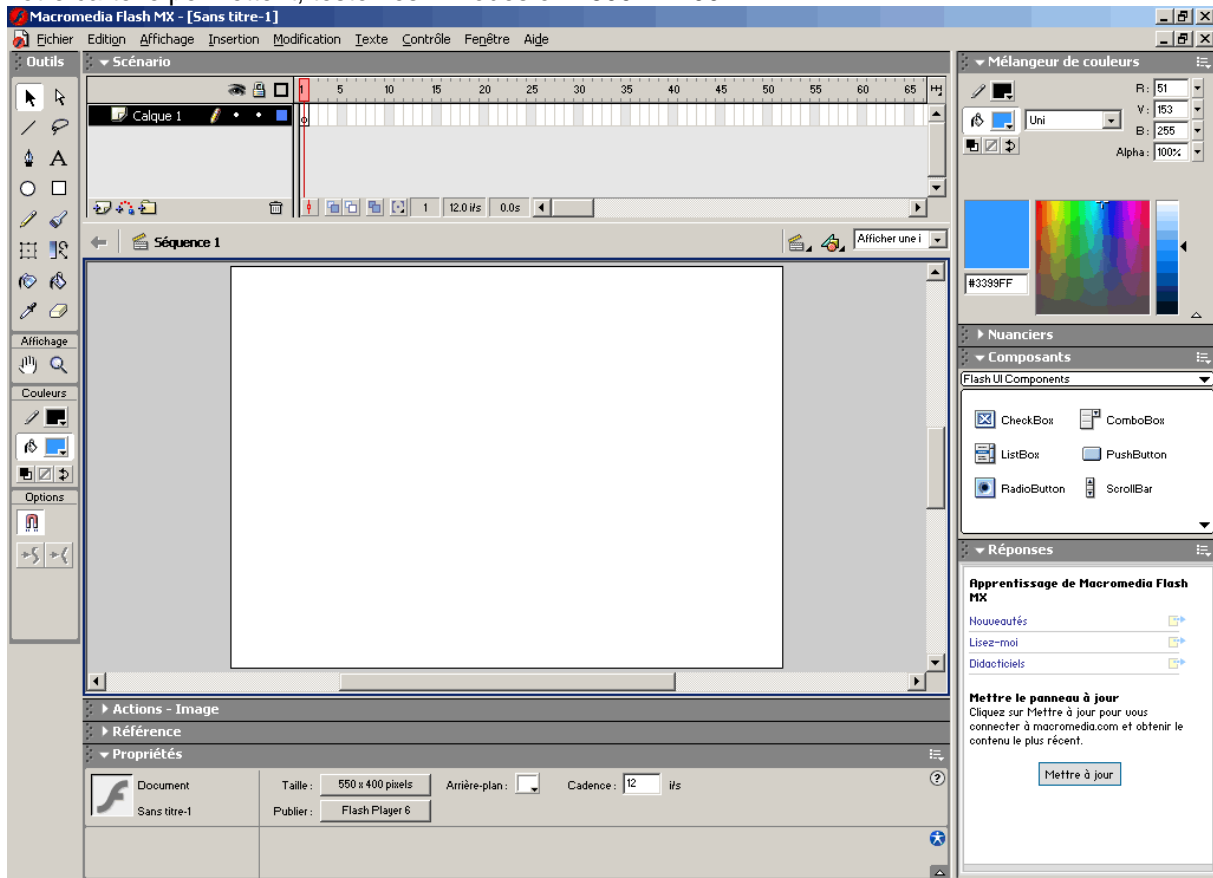 Macromedia Flash MX - [Sans titre-1]
Eichier Edition Affichage Insertion Modification Texte Contrôle Fenêtre Aide
Outils
Scénario
1 5 10 15 20 25 30 35 40 45 50 55 60 65
Calque 1
1 12.0 i/s 0.0s
Séquence 1
Afficher une i
Affichage
Couleurs
Options
Actions - Image
Référence
Propriétés
Document
Taille : 550 x 400 pixels Arrière-plan : Cadence : 12 i/s
Sans titre-1
Publier : Flash Player 6
Mélangeur de couleurs
R : 51
Uni
V : 153
B : 255
Alpha : 100%
#3399FF
Nuanciers
Composants
Flash UI Components
CheckBox ComboBox
ListBox PushButton
RadioButton ScrollBar
Réponses
Apprentissage de Macromedia Flash
MX
Nouveautés
Lisez-moi
Didacticiels
Mettre le panneau à jour
Cliquez sur Mettre à jour pour vous
connecter à macromedia.com et obtenir le
contenu le plus récent.
Mettre à jour